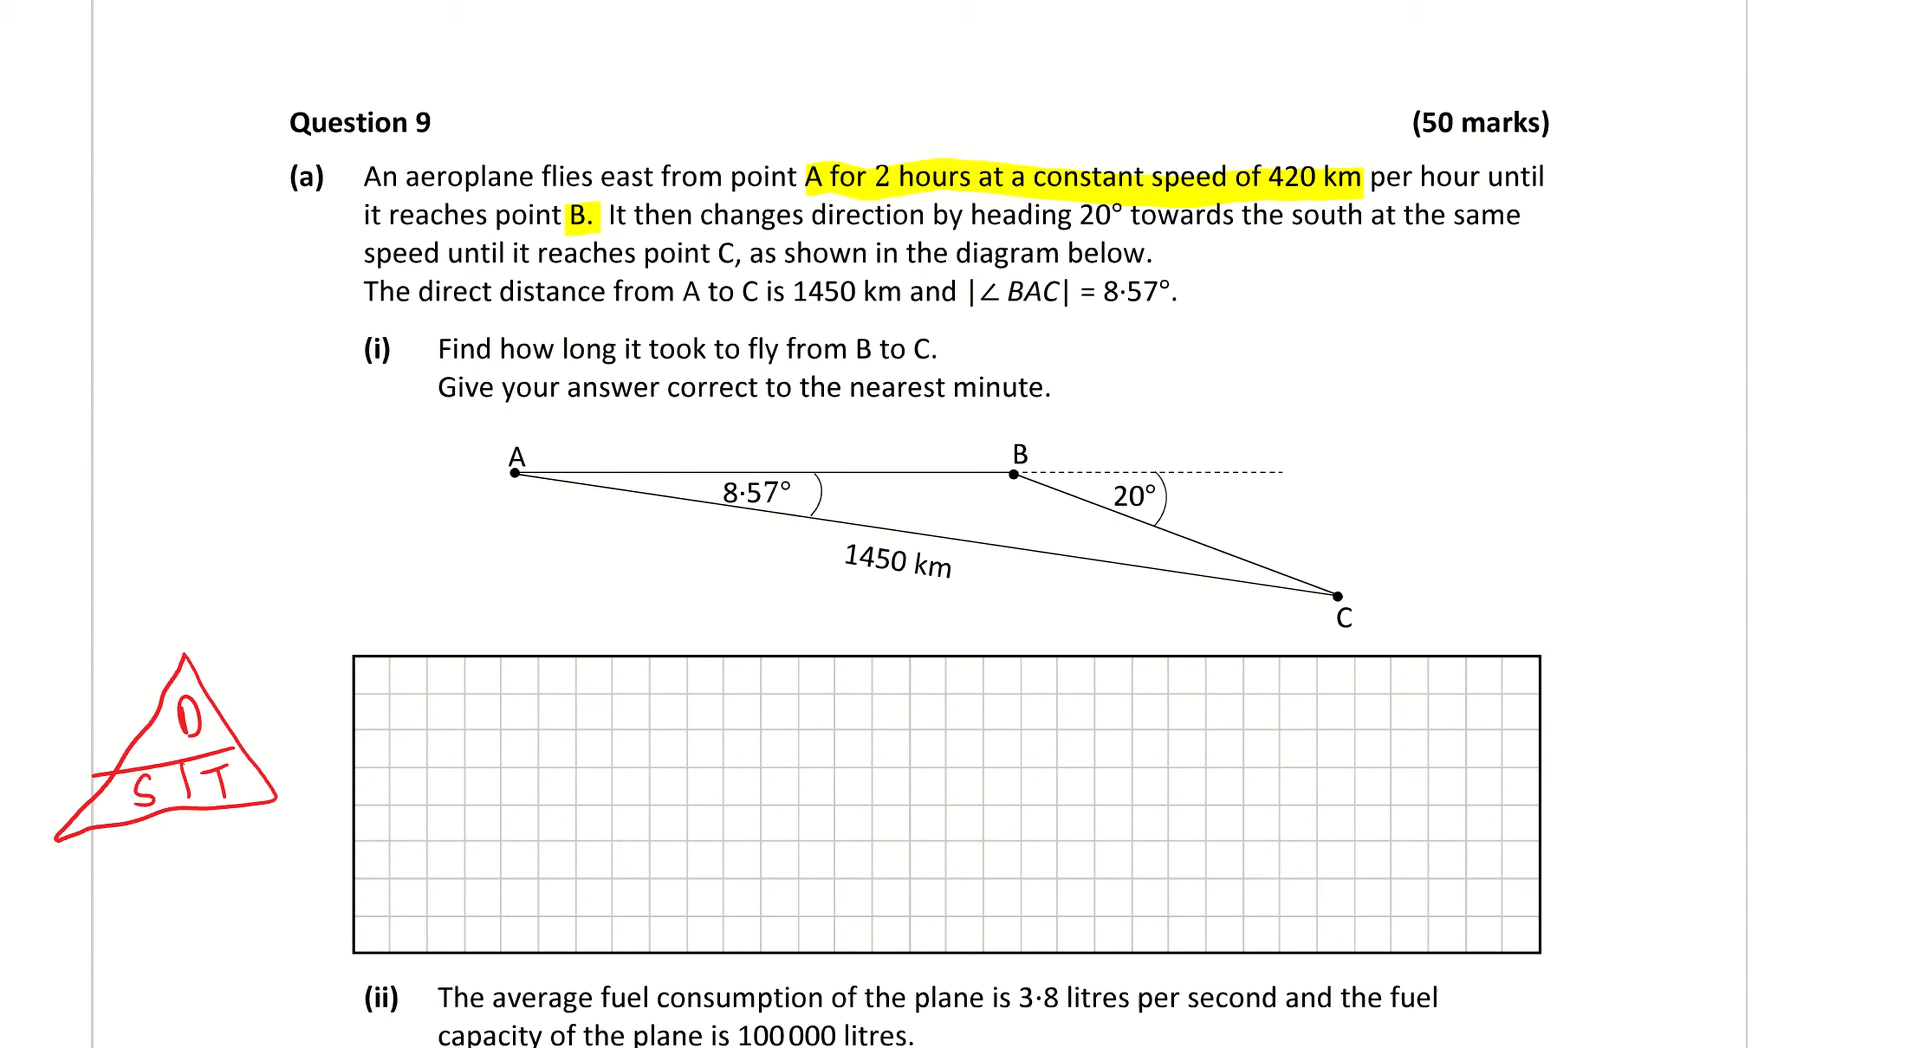 Question 9 (50 marks)
(a) An aeroplane flies east from point A for 2 hours at a constant speed of 420 km per hour until
it reaches point B. It then changes direction by heading 20° towards the south at the same
speed until it reaches point C, as shown in the diagram below.
The direct distance from A to C is 1450 km and |∠ BAC| = 8·57°.
(i) Find how long it took to fly from B to C.
Give your answer correct to the nearest minute.
A B
8·57° 20°
1450 km
C
D
S T
(ii) The average fuel consumption of the plane is 3·8 litres per second and the fuel
capacity of the plane is 100 000 litres.